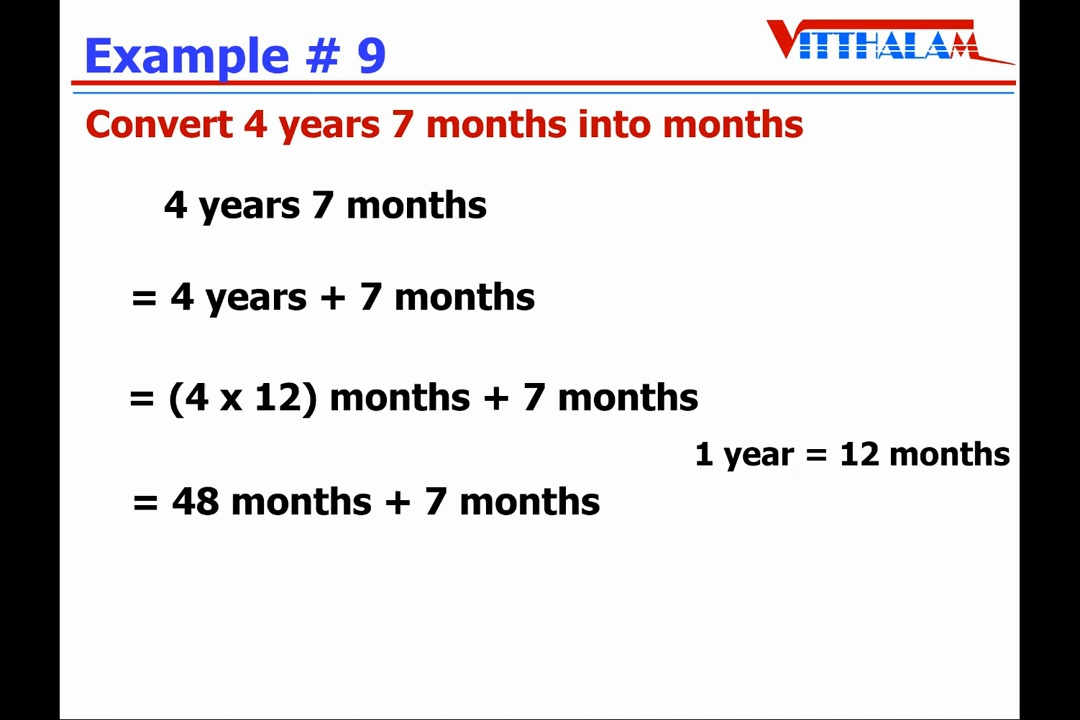 Example # 9
VITTHALAM
Convert 4 years 7 months into months
4 years 7 months
= 4 years + 7 months
= (4 x 12) months + 7 months
1 year = 12 months
= 48 months + 7 months